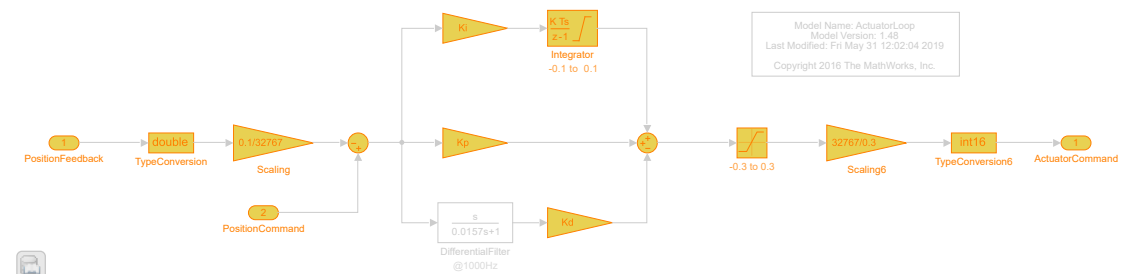 Model Name: ActuatorLoop
Model Version: 1.48
Last Modified: Fri May 31 12:02:04 2019
Copyright 2016 The MathWorks, Inc.
Ki
K Ts
z-1
Integrator
-0.1 to 0.1
1
PositionFeedback
double
TypeConversion
0.1/32767
Scaling
−
+
Kp
+
+
−
-0.3 to 0.3
32767/0.3
Scaling6
int16
TypeConversion6
1
ActuatorCommand
2
PositionCommand
s
0.0157s+1
DifferentialFilter
@1000Hz
Kd